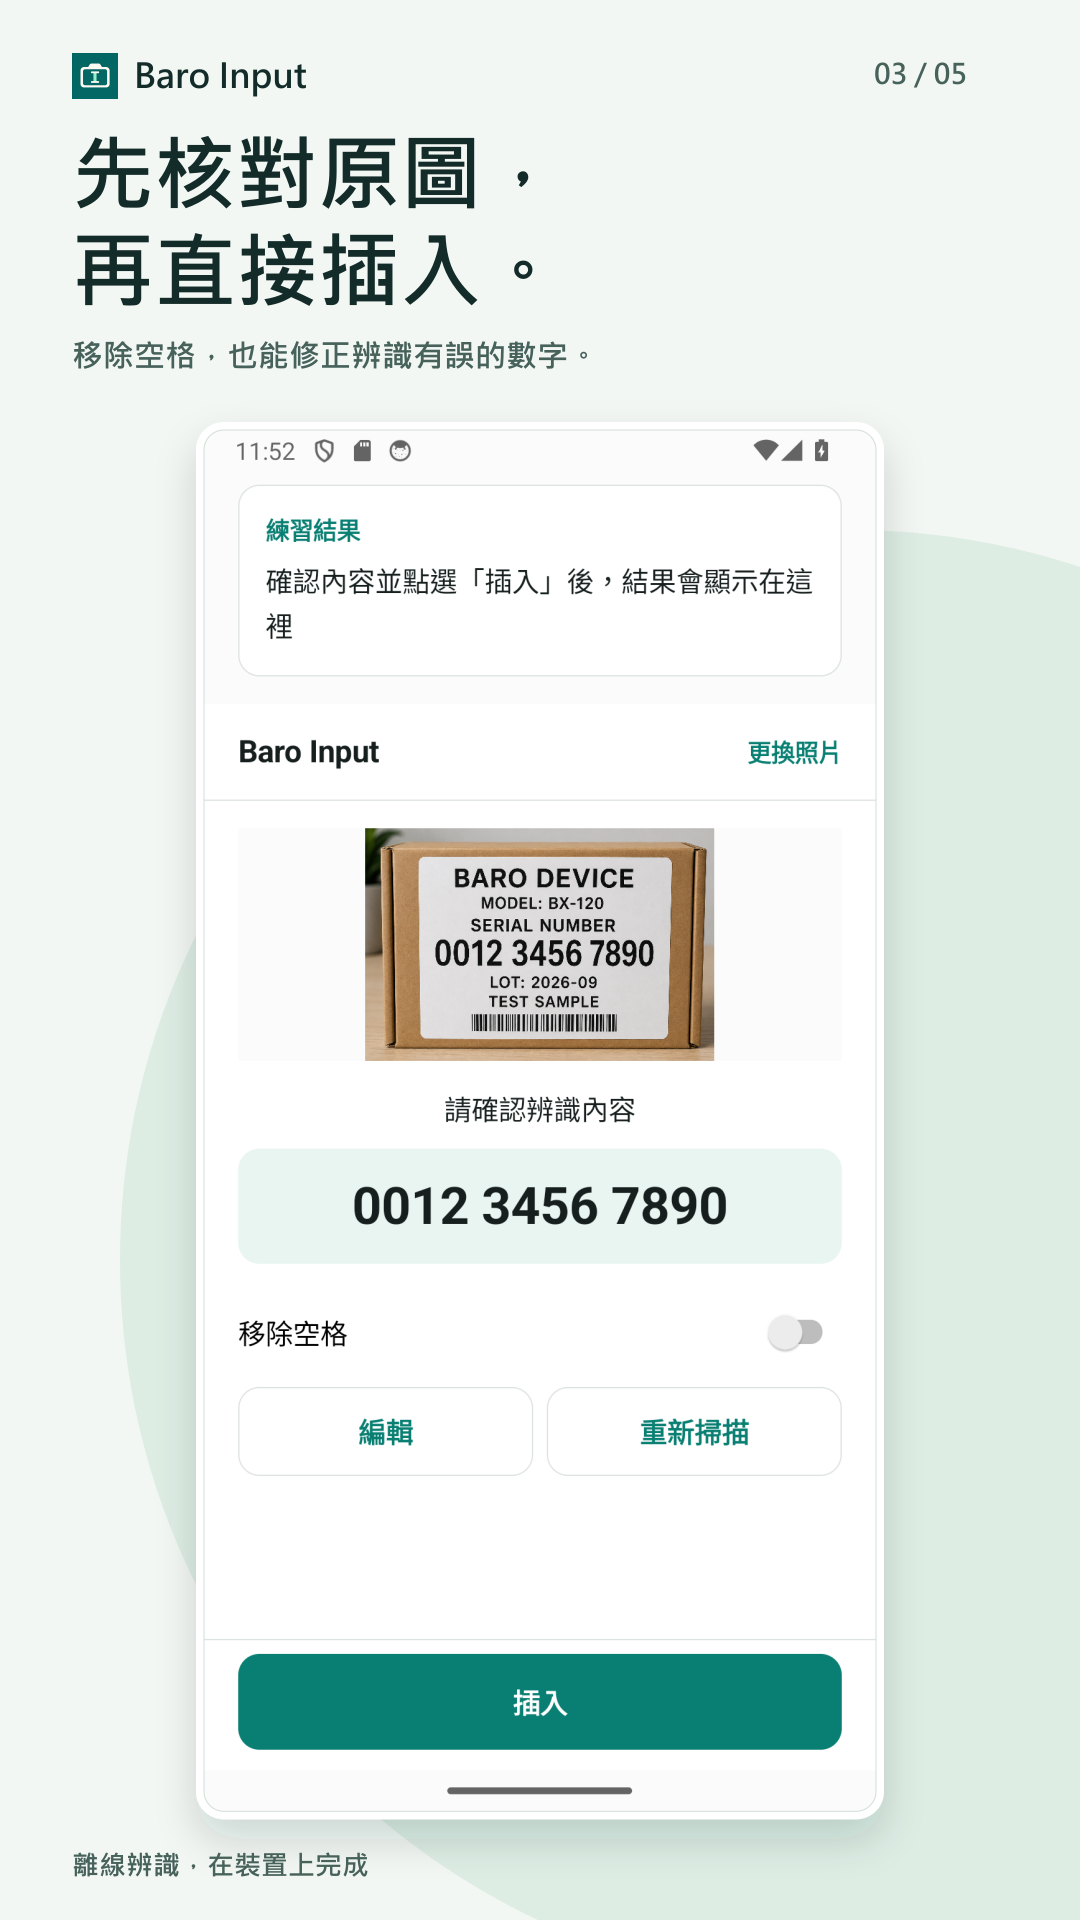 Baro Input
03 / 05
先核對原圖，
再直接插入。
移除空格，也能修正辨識有誤的數字。
11:52
練習結果
確認內容並點選「插入」後，結果會顯示在這
裡
Baro Input
更換照片
BARO DEVICE
MODEL: BX-120
SERIAL NUMBER
0012 3456 7890
LOT: 2026-09
TEST SAMPLE
請確認辨識內容
0012 3456 7890
移除空格
編輯
重新掃描
插入
離線辨識，在裝置上完成